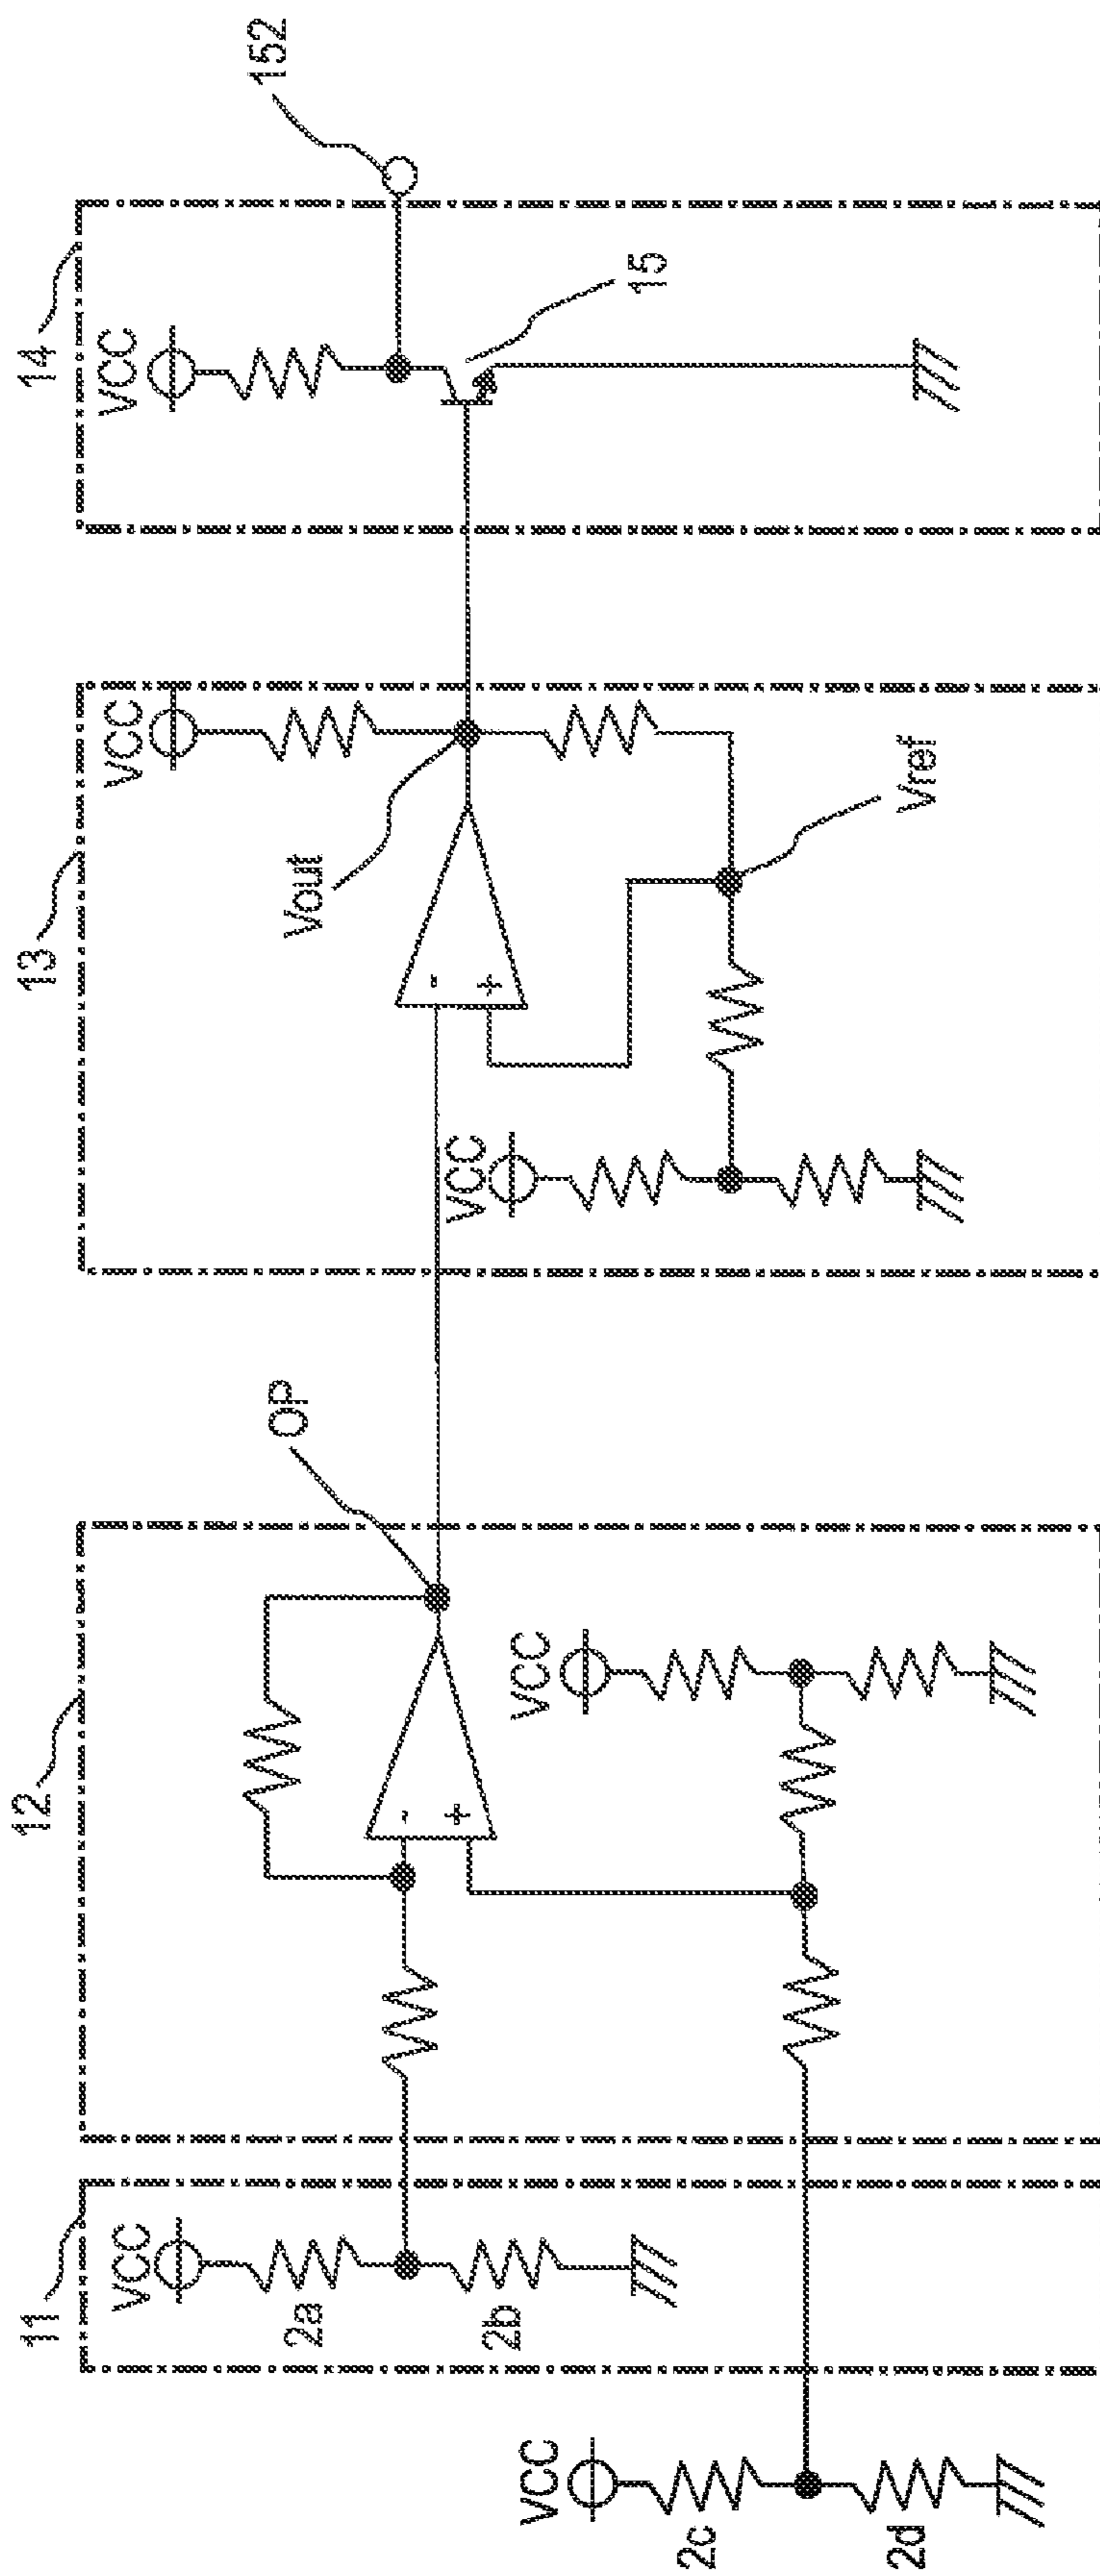 11
12
13
14
VCC
2a
2b
VCC
2c
2d
OP
-
+
VCC
VCC
Vout
-
+
VCC
Vref
VCC
15
152